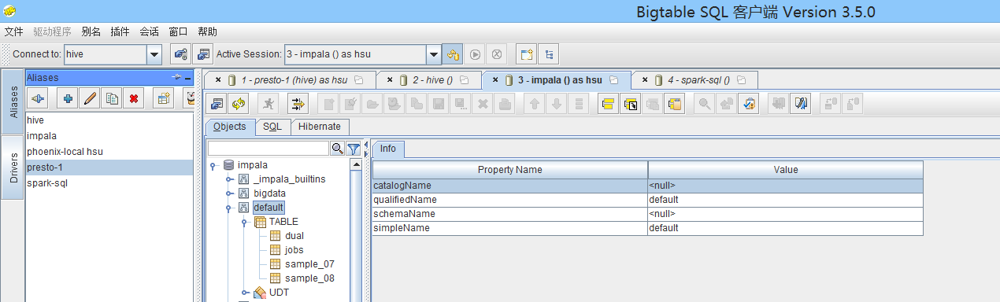 Bigtable SQL 客户端 Version 3.5.0
文件 驱动程序 别名 插件 会话 窗口 帮助
Connect to: hive Active Session: 3 - impala () as hsu
Aliases
Drivers
Aliases
hive
impala
phoenix-local hsu
presto-1
spark-sql
1 - presto-1 (hive) as hsu 2 - hive () 3 - impala () as hsu 4 - spark-sql ()
Objects SQL Hibernate
impala
_impala_builtins
bigdata
default
TABLE
dual
jobs
sample_07
sample_08
UDT
Info
Property Name Value
catalogName <null>
qualifiedName default
schemaName <null>
simpleName default